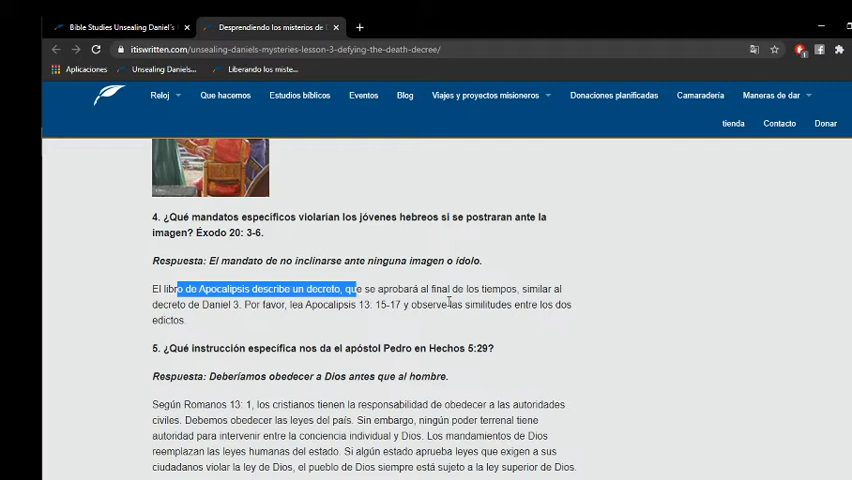 Bible Studies Unsealing Daniel's
Desprendiendo los misterios de
itiswritten.com/unsealing-daniels-mysteries-lesson-3-defying-the-death-decree/
Aplicaciones
Unsealing Daniels...
Liberando los miste...
Reloj
Que hacemos
Estudios bíblicos
Eventos
Blog
Viajes y proyectos misioneros
Donaciones planificadas
Camaradería
Maneras de dar
tienda
Contacto
Donar
4. ¿Qué mandatos específicos violarían los jóvenes hebreos si se postraran ante la
imagen? Éxodo 20: 3-6.
Respuesta: El mandato de no inclinarse ante ninguna imagen o ídolo.
El libro de Apocalipsis describe un decreto, que se aprobará al final de los tiempos, similar al
decreto de Daniel 3. Por favor, lea Apocalipsis 13: 15-17 y observe las similitudes entre los dos
edictos.
5. ¿Qué instrucción específica nos da el apóstol Pedro en Hechos 5:29?
Respuesta: Deberíamos obedecer a Dios antes que al hombre.
Según Romanos 13: 1, los cristianos tienen la responsabilidad de obedecer a las autoridades
civiles. Debemos obedecer las leyes del país. Sin embargo, ningún poder terrenal tiene
autoridad para intervenir entre la conciencia individual y Dios. Los mandamientos de Dios
reemplazan las leyes humanas del estado. Si algún estado aprueba leyes que exigen a sus
ciudadanos violar la ley de Dios, el pueblo de Dios siempre está sujeto a la ley superior de Dios.